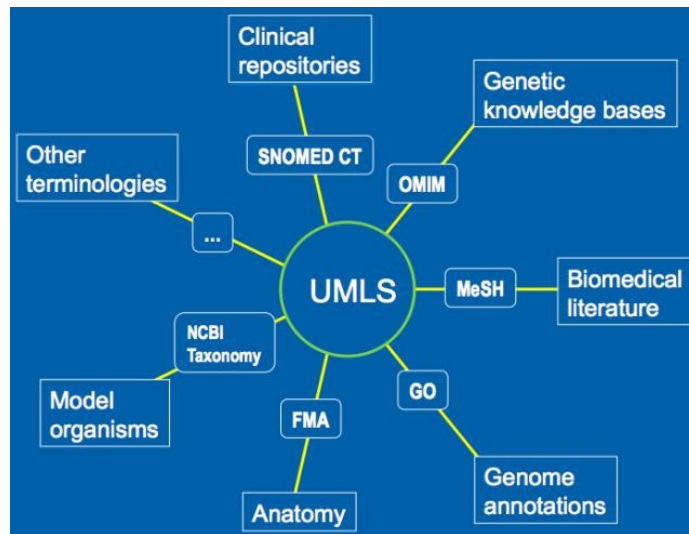 Clinical
repositories
Genetic
knowledge bases
SNOMED CT
OMIM
Other
terminologies
...
UMLS
MeSH
Biomedical
literature
NCBI
Taxonomy
GO
Model
organisms
FMA
Genome
annotations
Anatomy